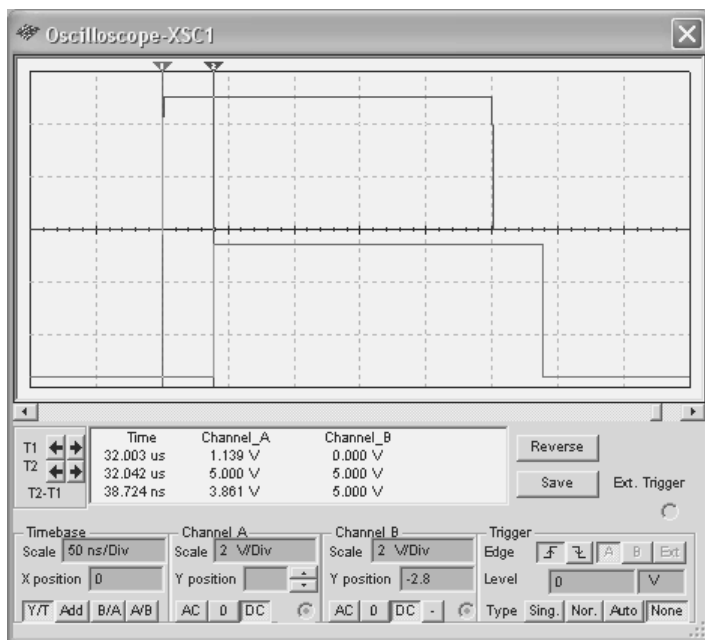 Oscilloscope-XSC1
1 2
Time Channel_A Channel_B
T1 32.003 us 1.139 V 0.000 V
T2 32.042 us 5.000 V 5.000 V
T2-T1 38.724 ns 3.861 V 5.000 V
Reverse
Save
Ext. Trigger
Timebase
Scale 50 ns/Div
X position 0
Y/T Add B/A A/B
Channel A
Scale 2 V/Div
Y position
AC 0 DC
Channel B
Scale 2 V/Div
Y position -2.8
AC 0 DC -
Trigger
Edge A B Ext
Level 0 V
Type Sing. Nor. Auto None